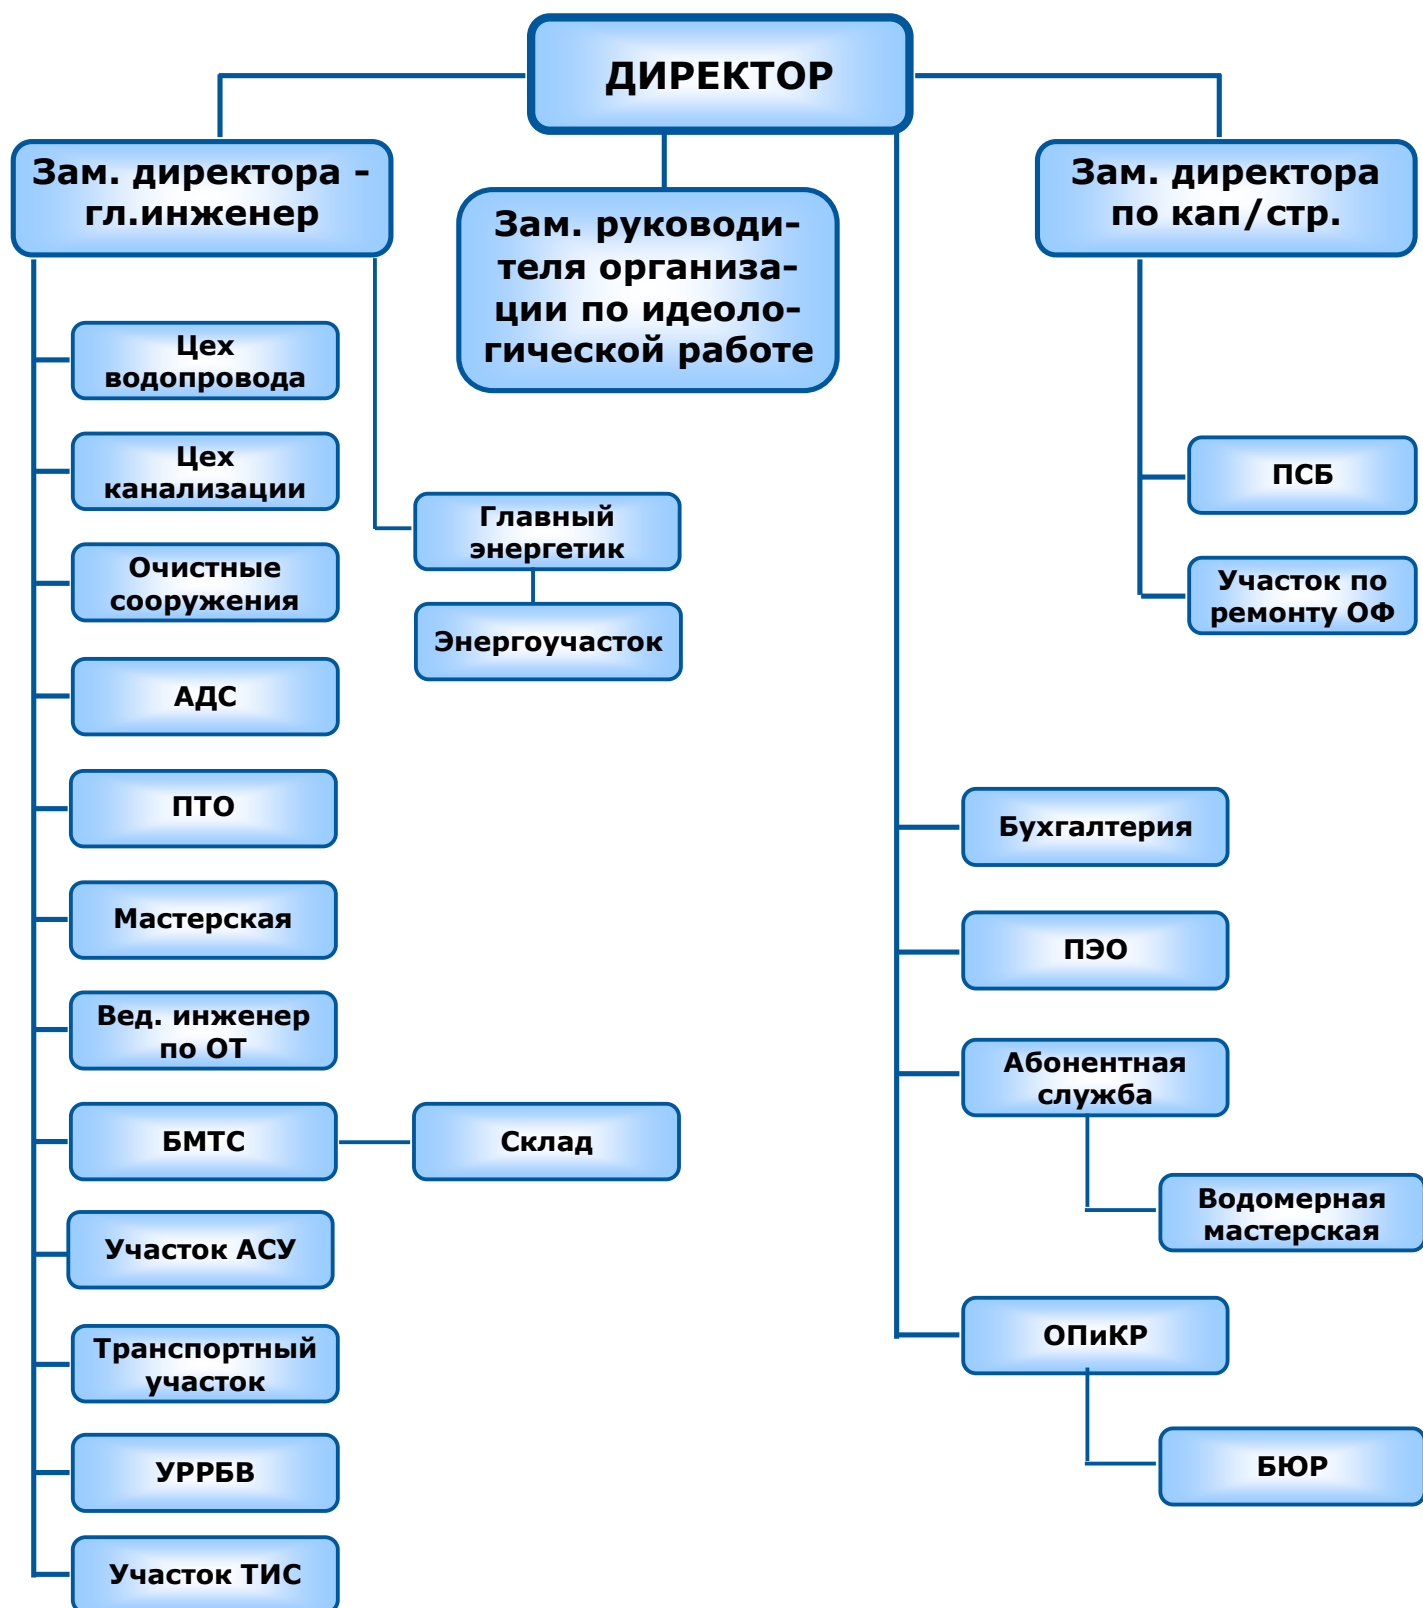 ДИРЕКТОР
Зам. директора -
гл.инженер
Зам. руководи-
теля организа-
ции по идеоло-
гической работе
Зам. директора
по кап/стр.
Цех
водопровода
Цех
канализации
Очистные
сооружения
АДС
ПТО
Мастерская
Вед. инженер
по ОТ
БМТС
Склад
Участок АСУ
Транспортный
участок
УРРБВ
Участок ТИС
Главный
энергетик
Энергоучасток
ПСБ
Участок по
ремонту ОФ
Бухгалтерия
ПЭО
Абонентная
служба
Водомерная
мастерская
ОПиКР
БЮР